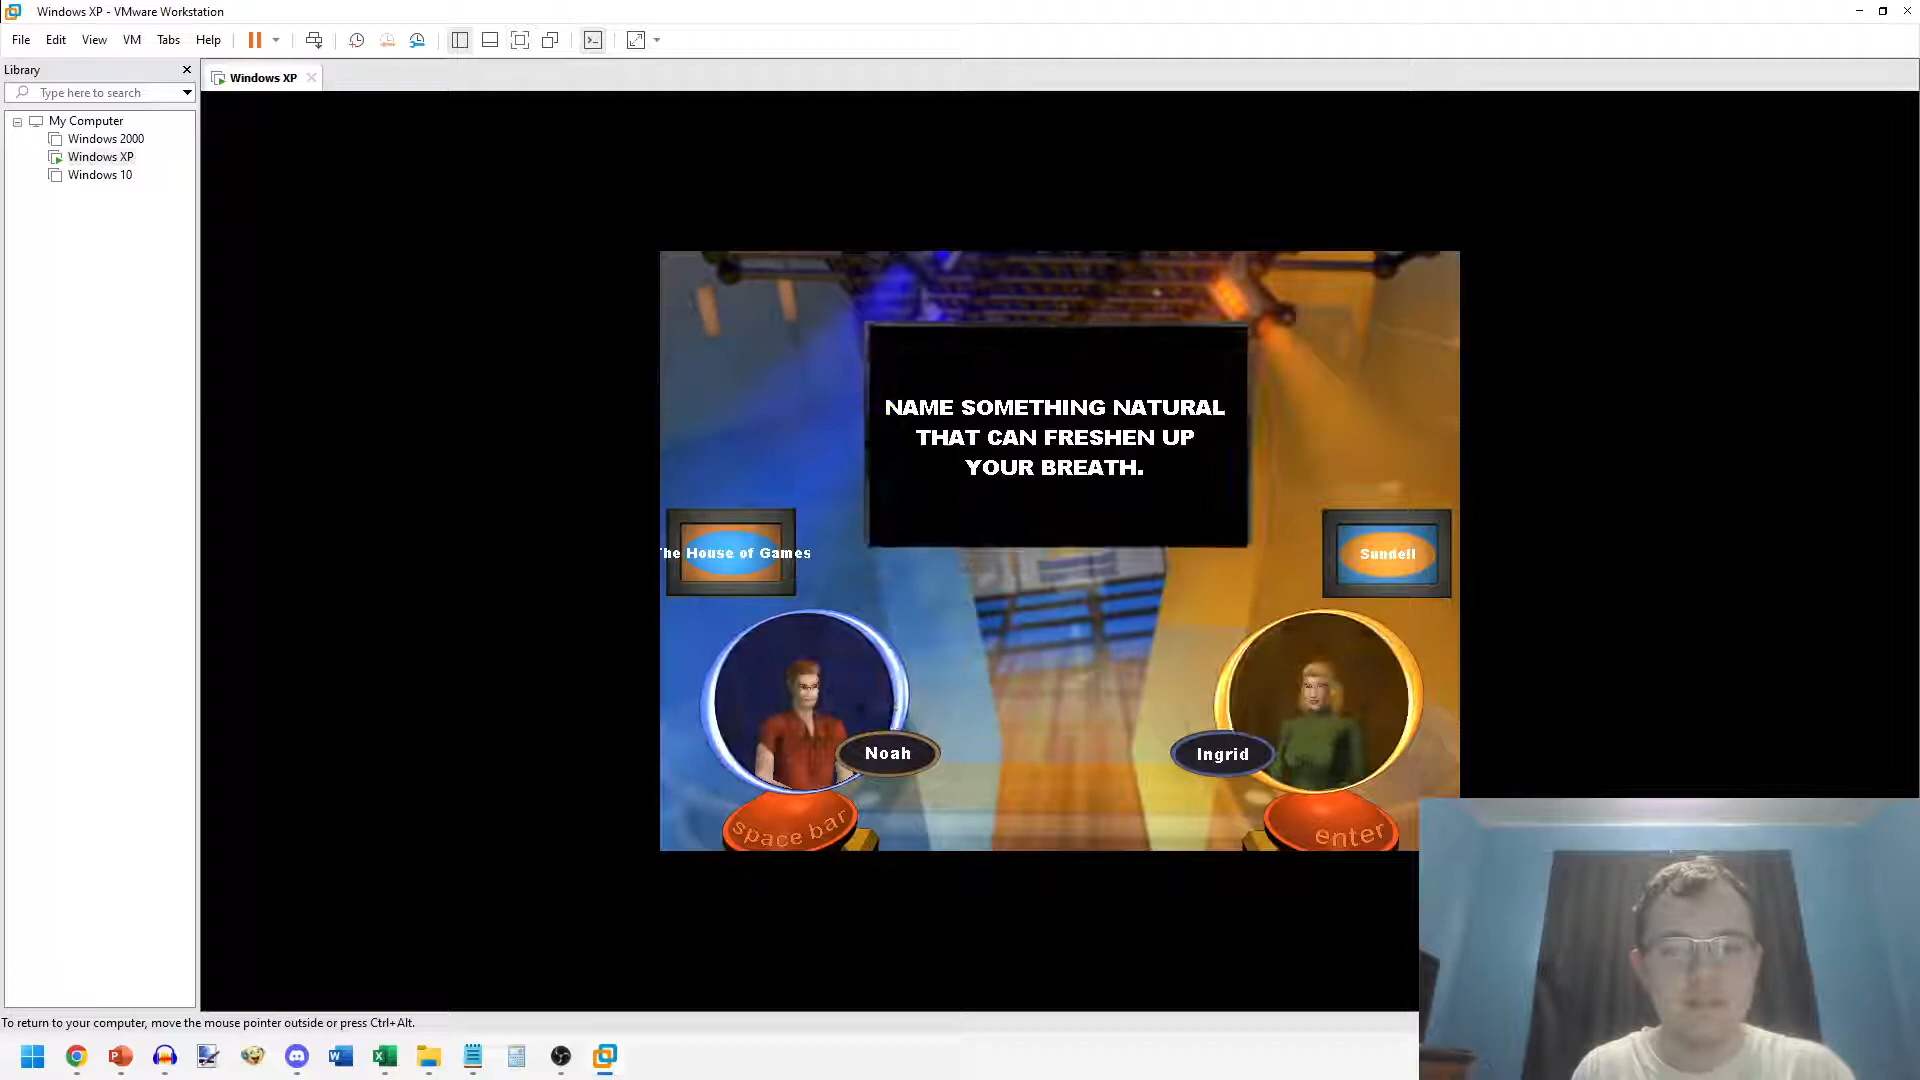 Windows XP - VMware Workstation
File Edit View VM Tabs Help
Library
Type here to search
My Computer
Windows 2000
Windows XP
Windows 10
Windows XP
NAME SOMETHING NATURAL
THAT CAN FRESHEN UP
YOUR BREATH.
he House of Games
Sundell
Noah
Ingrid
space bar
enter
To return to your computer, move the mouse pointer outside or press Ctrl+Alt.